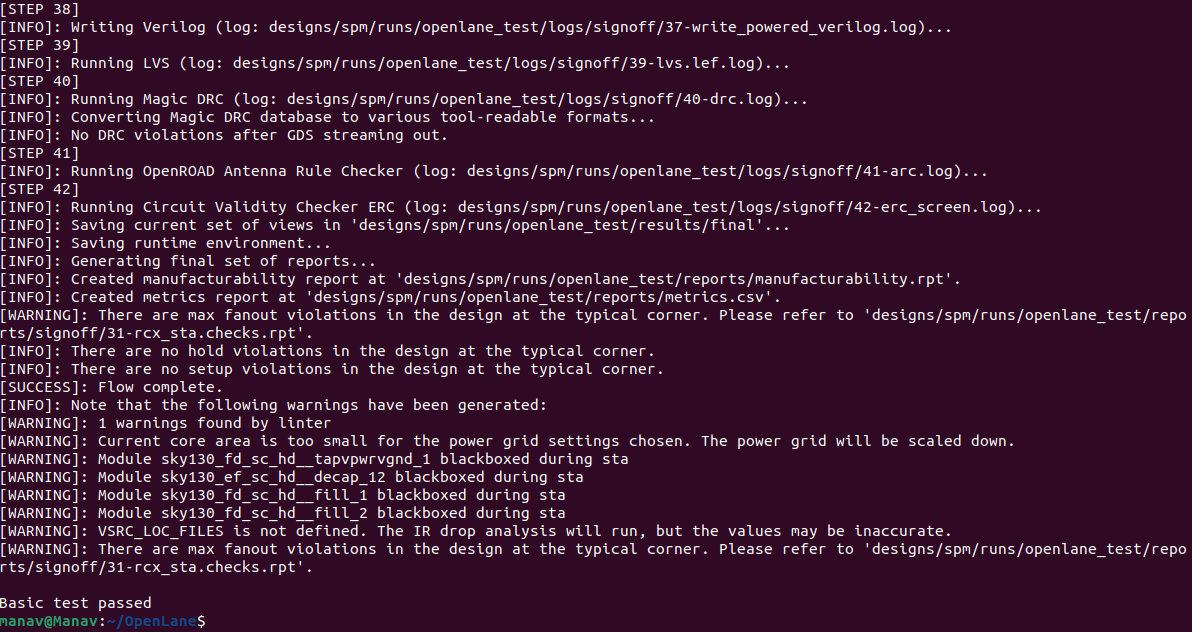 [STEP 38]
[INFO]: Writing Verilog (log: designs/spm/runs/openlane_test/logs/signoff/37-write_powered_verilog.log)...
[STEP 39]
[INFO]: Running LVS (log: designs/spm/runs/openlane_test/logs/signoff/39-lvs.lef.log)...
[STEP 40]
[INFO]: Running Magic DRC (log: designs/spm/runs/openlane_test/logs/signoff/40-drc.log)...
[INFO]: Converting Magic DRC database to various tool-readable formats...
[INFO]: No DRC violations after GDS streaming out.
[STEP 41]
[INFO]: Running OpenROAD Antenna Rule Checker (log: designs/spm/runs/openlane_test/logs/signoff/41-arc.log)...
[STEP 42]
[INFO]: Running Circuit Validity Checker ERC (log: designs/spm/runs/openlane_test/logs/signoff/42-erc_screen.log)...
[INFO]: Saving current set of views in 'designs/spm/runs/openlane_test/results/final'...
[INFO]: Saving runtime environment...
[INFO]: Generating final set of reports...
[INFO]: Created manufacturability report at 'designs/spm/runs/openlane_test/reports/manufacturability.rpt'.
[INFO]: Created metrics report at 'designs/spm/runs/openlane_test/reports/metrics.csv'.
[WARNING]: There are max fanout violations in the design at the typical corner. Please refer to 'designs/spm/runs/openlane_test/repo
rts/signoff/31-rcx_sta.checks.rpt'.
[INFO]: There are no hold violations in the design at the typical corner.
[INFO]: There are no setup violations in the design at the typical corner.
[SUCCESS]: Flow complete.
[INFO]: Note that the following warnings have been generated:
[WARNING]: 1 warnings found by linter
[WARNING]: Current core area is too small for the power grid settings chosen. The power grid will be scaled down.
[WARNING]: Module sky130_fd_sc_hd__tapvpwrvgnd_1 blackboxed during sta
[WARNING]: Module sky130_ef_sc_hd__decap_12 blackboxed during sta
[WARNING]: Module sky130_fd_sc_hd__fill_1 blackboxed during sta
[WARNING]: Module sky130_fd_sc_hd__fill_2 blackboxed during sta
[WARNING]: VSRC_LOC_FILES is not defined. The IR drop analysis will run, but the values may be inaccurate.
[WARNING]: There are max fanout violations in the design at the typical corner. Please refer to 'designs/spm/runs/openlane_test/repo
rts/signoff/31-rcx_sta.checks.rpt'.
Basic test passed
manav@Manav:~/OpenLane$